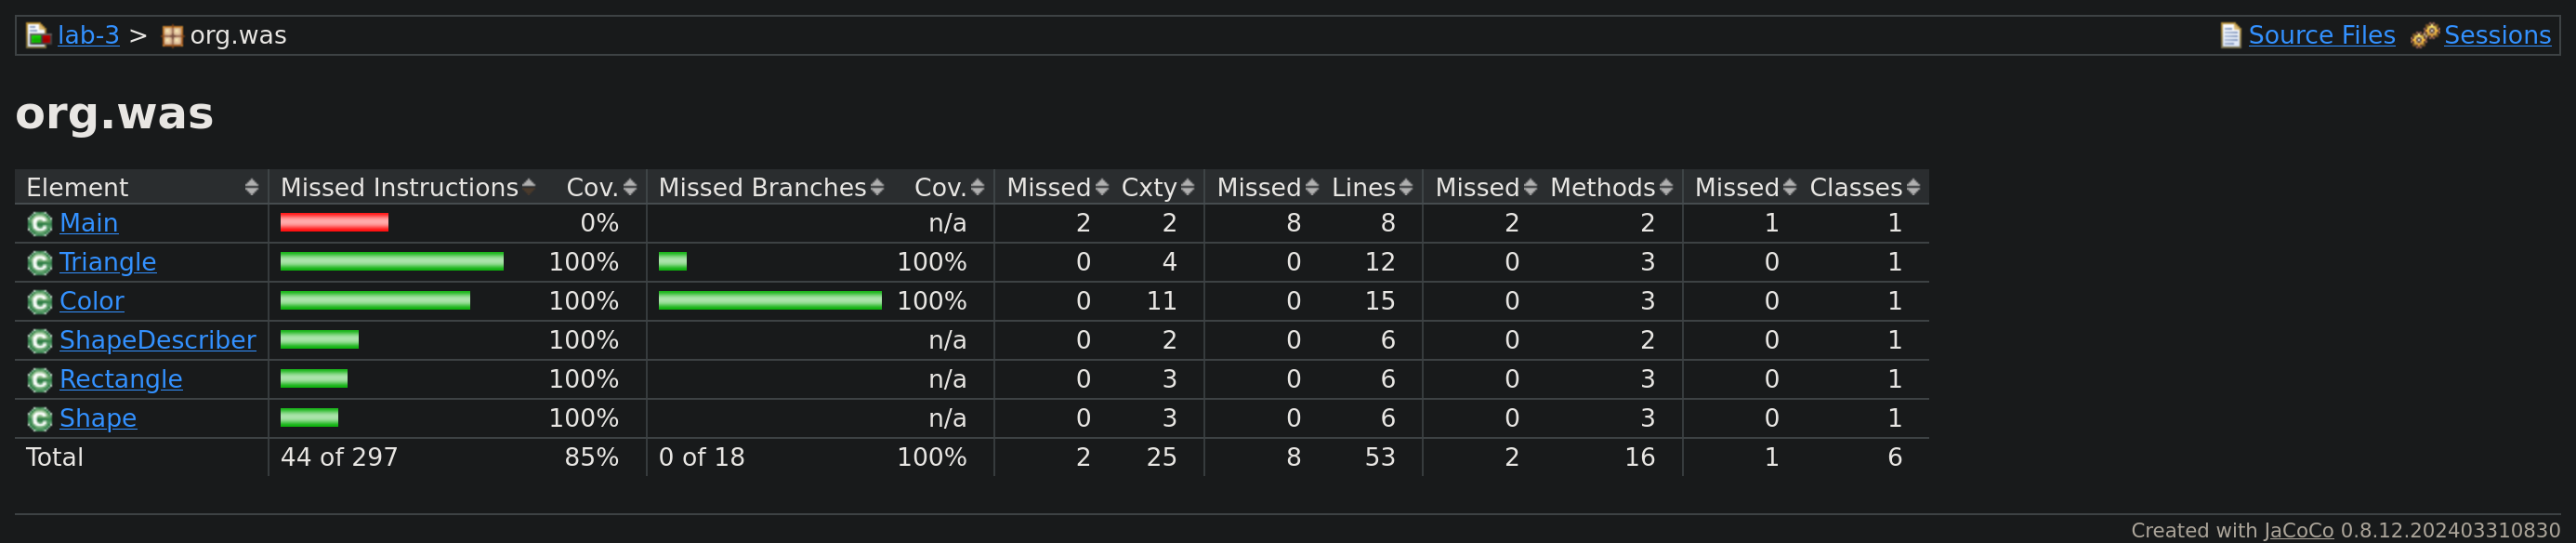 lab-3 > org.was Source Files Sessions
org.was
Element Missed Instructions Cov. Missed Branches Cov. Missed Cxty Missed Lines Missed Methods Missed Classes
Main 0% n/a 2 2 8 8 2 2 1 1
Triangle 100% 100% 0 4 0 12 0 3 0 1
Color 100% 100% 0 11 0 15 0 3 0 1
ShapeDescriber 100% n/a 0 2 0 6 0 2 0 1
Rectangle 100% n/a 0 3 0 6 0 3 0 1
Shape 100% n/a 0 3 0 6 0 3 0 1
Total 44 of 297 85% 0 of 18 100% 2 25 8 53 2 16 1 6
Created with JaCoCo 0.8.12.202403310830